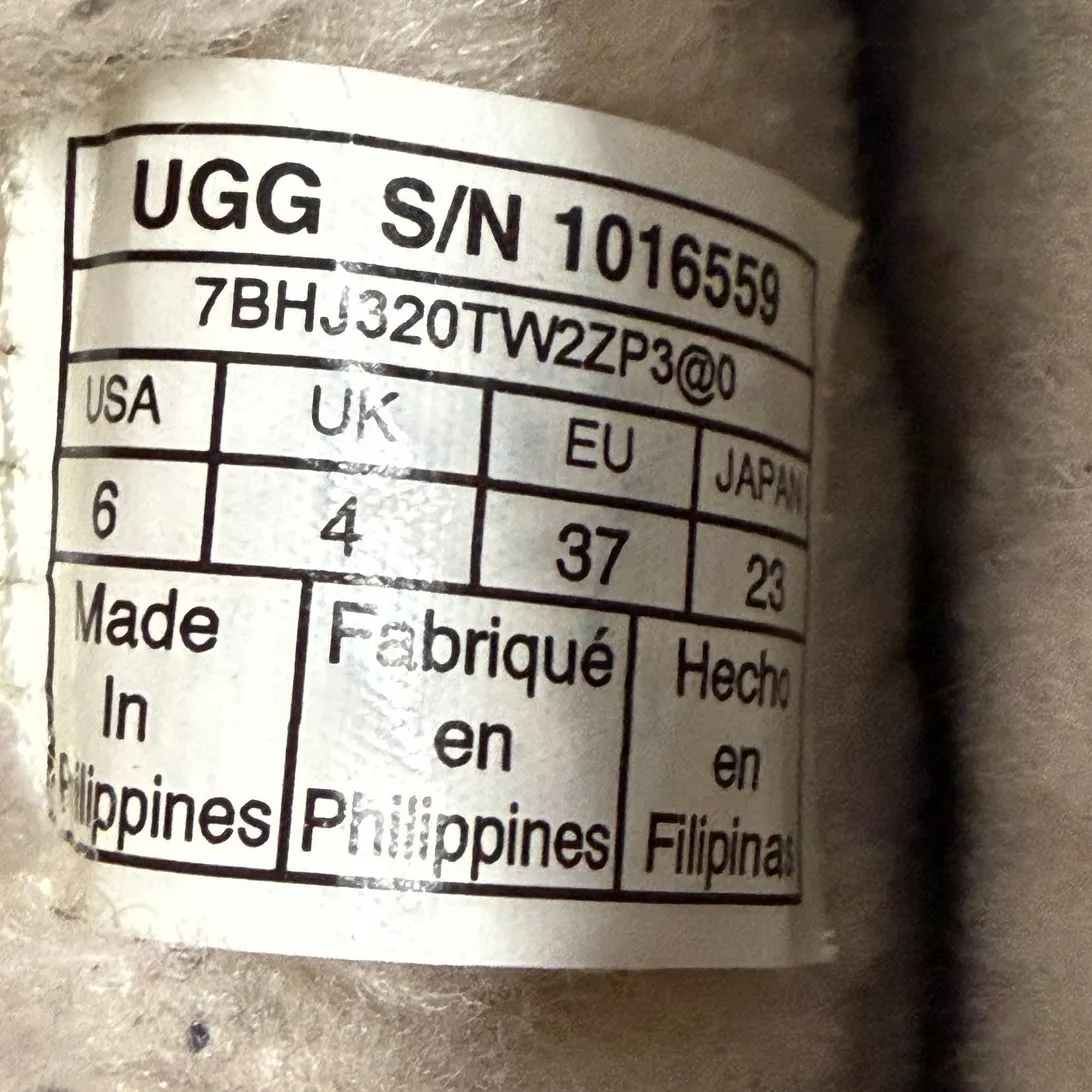 UGG S/N 1016559
7BHJ320TW2ZP3@0
USA UK EU JAPAN
6 4 37 23
Made Fabriqué Hecho
In en en
Philippines Philippines Filipinas